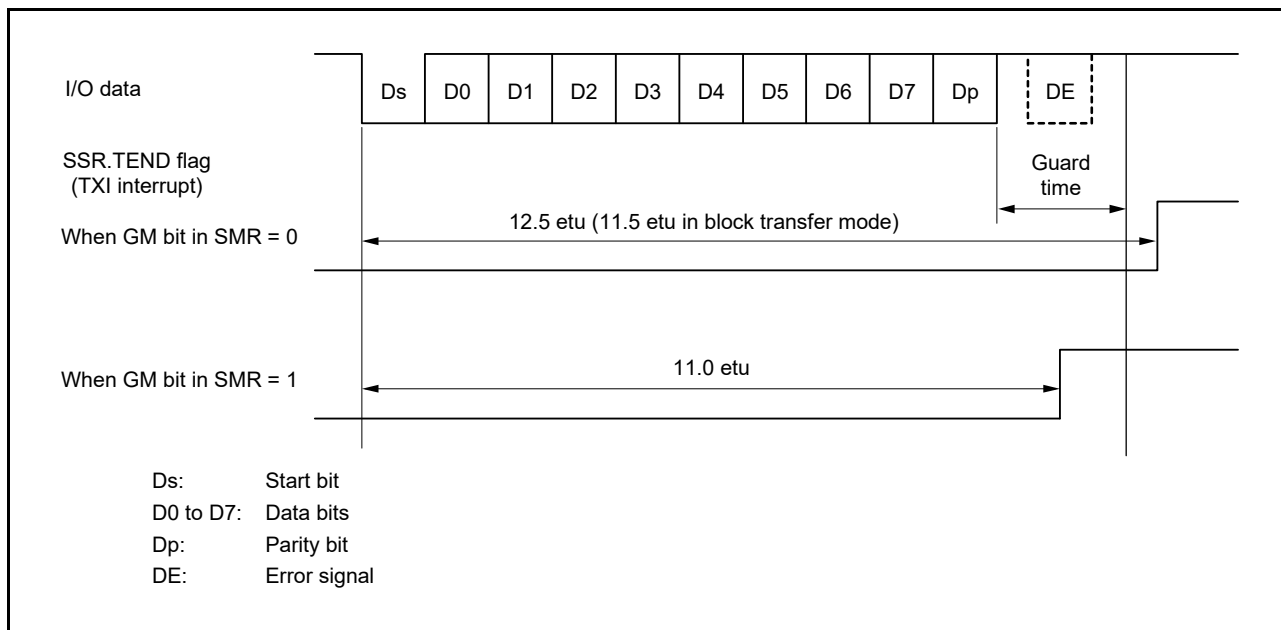 I/O data
Ds D0 D1 D2 D3 D4 D5 D6 D7 Dp DE
SSR.TEND flag
(TXI interrupt)
Guard
time
When GM bit in SMR = 0
12.5 etu (11.5 etu in block transfer mode)
When GM bit in SMR = 1
11.0 etu
Ds: Start bit
D0 to D7: Data bits
Dp: Parity bit
DE: Error signal